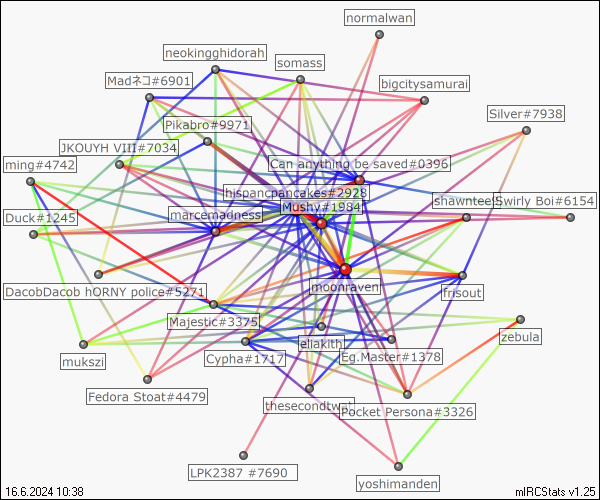 normalwan
neokingghidorah
somass
Madネコ#6901
bigcitysamurai
Silver#7938
Pikabro#9971
JKOUYH VIII#7034
Can anything be saved#0396
ming#4742
hispancpancakes#2928
shawntee
Swirly Boi#6154
Mushy#1984
Duck#1245
marcemadness
DacobDacob hORNY police#5271
moonraven
frisout
Majestic#3375
eliakith
zebula
mukszi
Cypha#1717
Eg.Master#1378
Fedora Stoat#4479
thesecondtwat
Pocket Persona#3326
LPK2387 #7690
yoshimanden
16.6.2024 10:38
mIRCStats v1.25